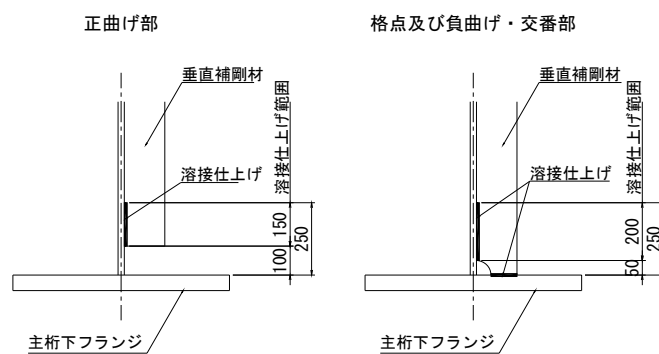 正曲げ部
垂直補剛材
溶接仕上げ範囲
溶接仕上げ
150
100
250
主桁下フランジ
格点及び負曲げ・交番部
垂直補剛材
溶接仕上げ範囲
溶接仕上げ
200
50
250
主桁下フランジ